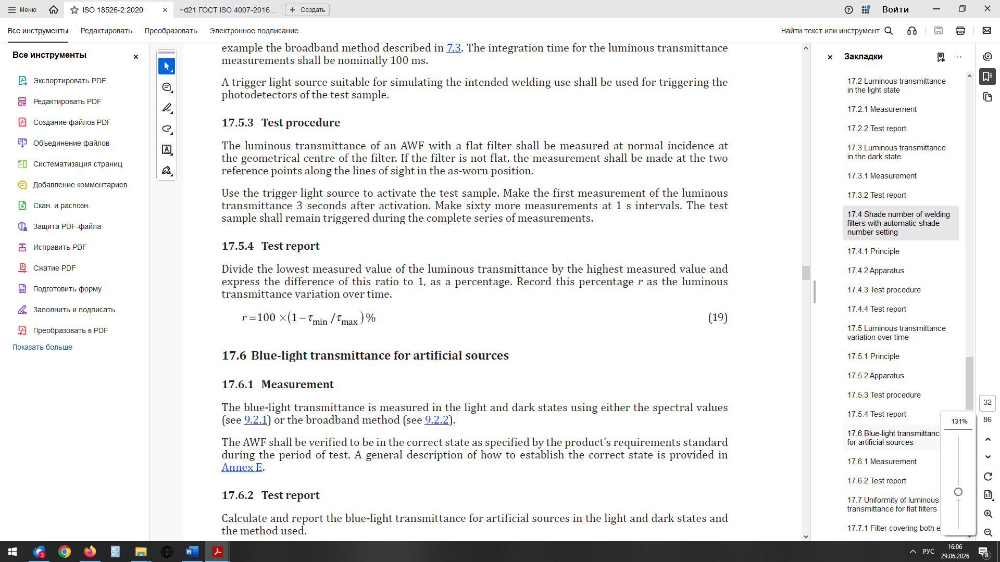 Меню
ISO 18526-2:2020
~d21 ГОСТ ISO 4007-2016...
Создать
Войти
Все инструменты
Редактировать
Преобразовать
Электронное подписание
Найти текст или инструмент
Все инструменты
Экспортировать PDF
Редактировать PDF
Создание файлов PDF
Объединение файлов
Систематизация страниц
Добавление комментариев
Скан. и распозн.
Защита PDF-файла
Исправить PDF
Сжатие PDF
Подготовить форму
Заполнить и подписать
Преобразовать в PDF
Показать больше
example the broadband method described in 7.3. The integration time for the luminous transmittance
measurements shall be nominally 100 ms.
A trigger light source suitable for simulating the intended welding use shall be used for triggering the
photodetectors of the test sample.
17.5.3 Test procedure
The luminous transmittance of an AWF with a flat filter shall be measured at normal incidence at
the geometrical centre of the filter. If the filter is not flat, the measurement shall be made at the two
reference points along the lines of sight in the as-worn position.
Use the trigger light source to activate the test sample. Make the first measurement of the luminous
transmittance 3 seconds after activation. Make sixty more measurements at 1 s intervals. The test
sample shall remain triggered during the complete series of measurements.
17.5.4 Test report
Divide the lowest measured value of the luminous transmittance by the highest measured value and
express the difference of this ratio to 1, as a percentage. Record this percentage r as the luminous
transmittance variation over time.
r=100 ×(1−τmin /τmax )% (19)
17.6 Blue-light transmittance for artificial sources
17.6.1 Measurement
The blue-light transmittance is measured in the light and dark states using either the spectral values
(see 9.2.1) or the broadband method (see 9.2.2).
The AWF shall be verified to be in the correct state as specified by the product's requirements standard
during the period of test. A general description of how to establish the correct state is provided in
Annex E.
17.6.2 Test report
Calculate and report the blue-light transmittance for artificial sources in the light and dark states and
the method used.
Закладки
17.2 Luminous transmittance
in the light state
17.2.1 Measurement
17.2.2 Test report
17.3 Luminous transmittance
in the dark state
17.3.1 Measurement
17.3.2 Test report
17.4 Shade number of welding
filters with automatic shade
number setting
17.4.1 Principle
17.4.2 Apparatus
17.4.3 Test procedure
17.4.4 Test report
17.5 Luminous transmittance
variation over time
17.5.1 Principle
17.5.2 Apparatus
17.5.3 Test procedure
17.5.4 Test report
17.6 Blue-light transmittanc
for artificial sources
17.6.1 Measurement
17.6.2 Test report
17.7 Uniformity of luminous
transmittance for flat filters
17.7.1 Filter covering both e
131%
32
86
1:1
3
РУС
16:06
29.06.2026
8